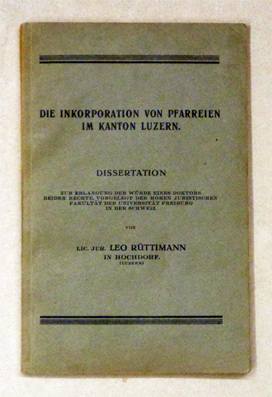 DIE INKORPORATION VON PFARREIEN
IM KANTON LUZERN.
DISSERTATION
ZUR ERLANGUNG DER WÜRDE EINES DOKTORS
BEIDER RECHTE, VORGELEGT DER HOHEN JURISTISCHEN
FAKULTÄT DER UNIVERSITÄT FREIBURG
IN DER SCHWEIZ
VON
LIC. JUR. LEO RÜTTIMANN
IN HOCHDORF.
(LUZERN)